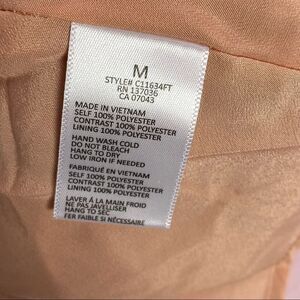 M
STYLE# C11634FT
RN 137036
CA 07043
MADE IN VIETNAM
SELF 100% POLYESTER
CONTRAST 100% POLYESTER
LINING 100% POLYESTER
HAND WASH COLD
DO NOT BLEACH
HANG TO DRY
LOW IRON IF NEEDED
FABRIQUÉ EN VIETNAM
SELF 100% POLYESTER
CONTRAST 100% POLYESTER
LINING 100% POLYESTER
LAVER À LA MAIN FROID
NE PAS JAVELLISER
HANG TO SEC
FER FAIBLE SI NÉCESSAIRE